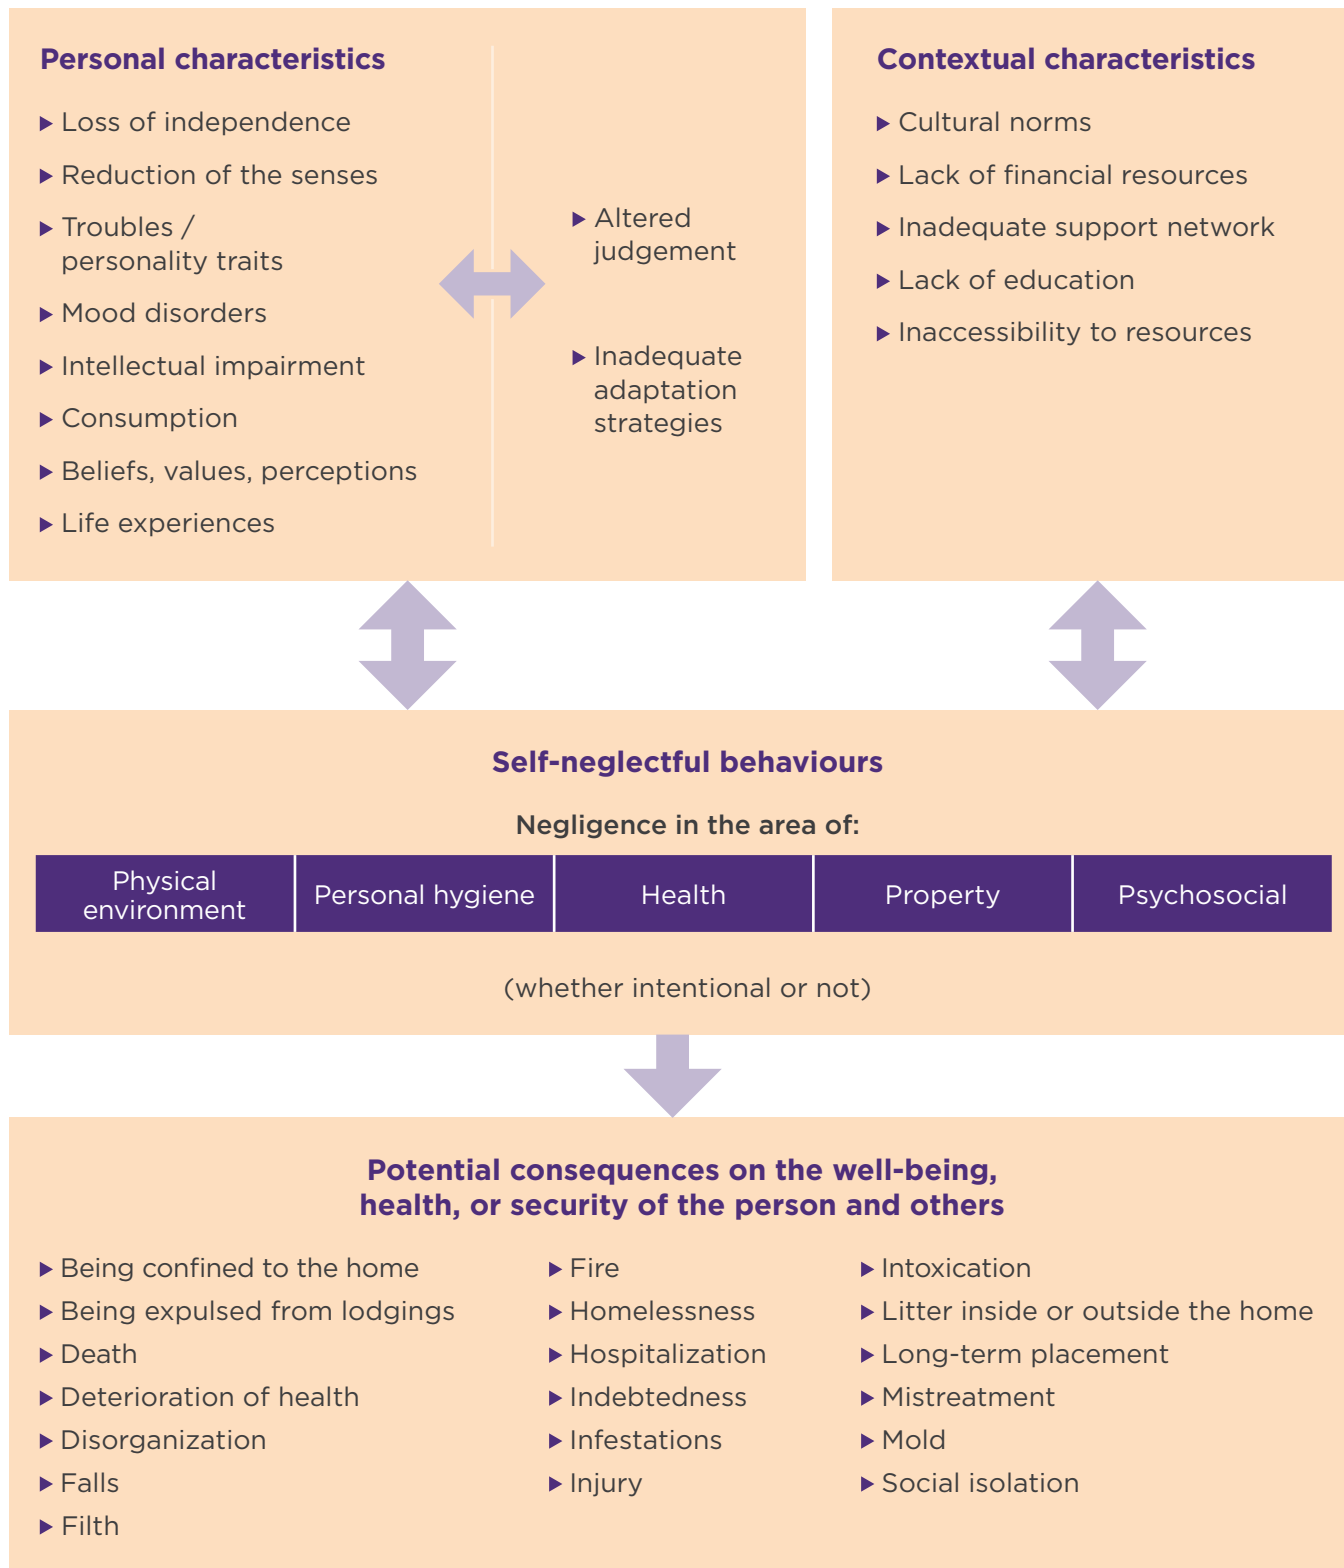 Personal characteristics
Loss of independence
Reduction of the senses
Troubles /
personality traits
Mood disorders
Intellectual impairment
Consumption
Beliefs, values, perceptions
Life experiences
Altered
judgement
Inadequate
adaptation
strategies
Contextual characteristics
Cultural norms
Lack of financial resources
Inadequate support network
Lack of education
Inaccessibility to resources
Self-neglectful behaviours
Negligence in the area of:
Physical
environment
Personal hygiene
Health
Property
Psychosocial
(whether intentional or not)
Potential consequences on the well-being,
health, or security of the person and others
Being confined to the home
Being expulsed from lodgings
Death
Deterioration of health
Disorganization
Falls
Filth
Fire
Homelessness
Hospitalization
Indebtedness
Infestations
Injury
Intoxication
Litter inside or outside the home
Long-term placement
Mistreatment
Mold
Social isolation